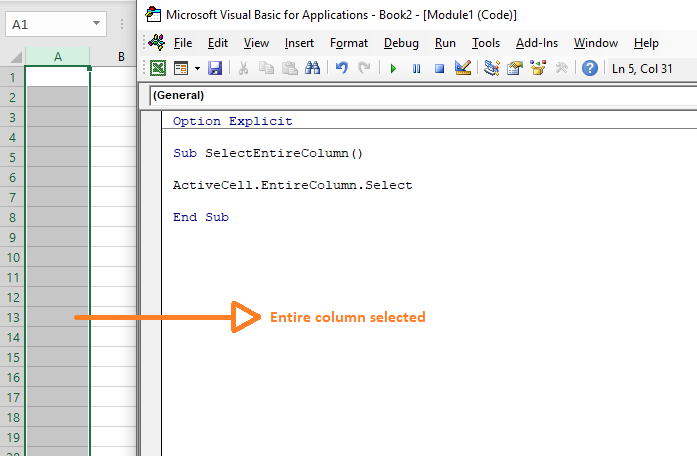 Microsoft Visual Basic for Applications - Book2 - [Module1 (Code)]
A1
File Edit View Insert Format Debug Run Tools Add-Ins Window Help
Ln 5, Col 31
(General)
A B
1
2
3
4
5
6
7
8
9
10
11
12
13
14
15
16
17
18
19
20
Option Explicit
Sub SelectEntireColumn()
ActiveCell.EntireColumn.Select
End Sub
Entire column selected